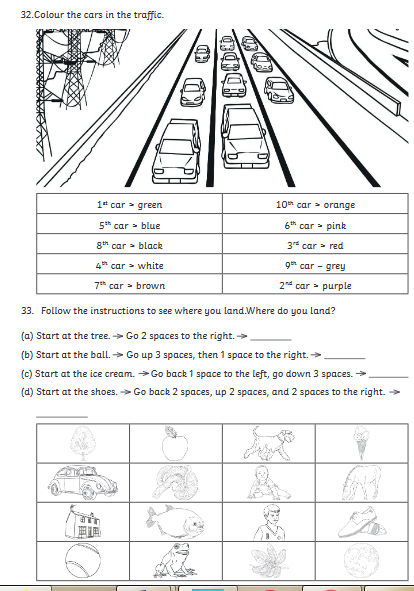 32.Colour the cars in the traffic.
1st car > green 10th car > orange
5th car > blue 6th car > pink
8th car > black 3rd car > red
4th car > white 9th car – grey
7th car > brown 2nd car > purple
33. Follow the instructions to see where you land.Where do you land?
(a) Start at the tree. → Go 2 spaces to the right. → ________
(b) Start at the ball. → Go up 3 spaces, then 1 space to the right. → ________
(c) Start at the ice cream. → Go back 1 space to the left, go down 3 spaces. → ________
(d) Start at the shoes. → Go back 2 spaces, up 2 spaces, and 2 spaces to the right. →
__________